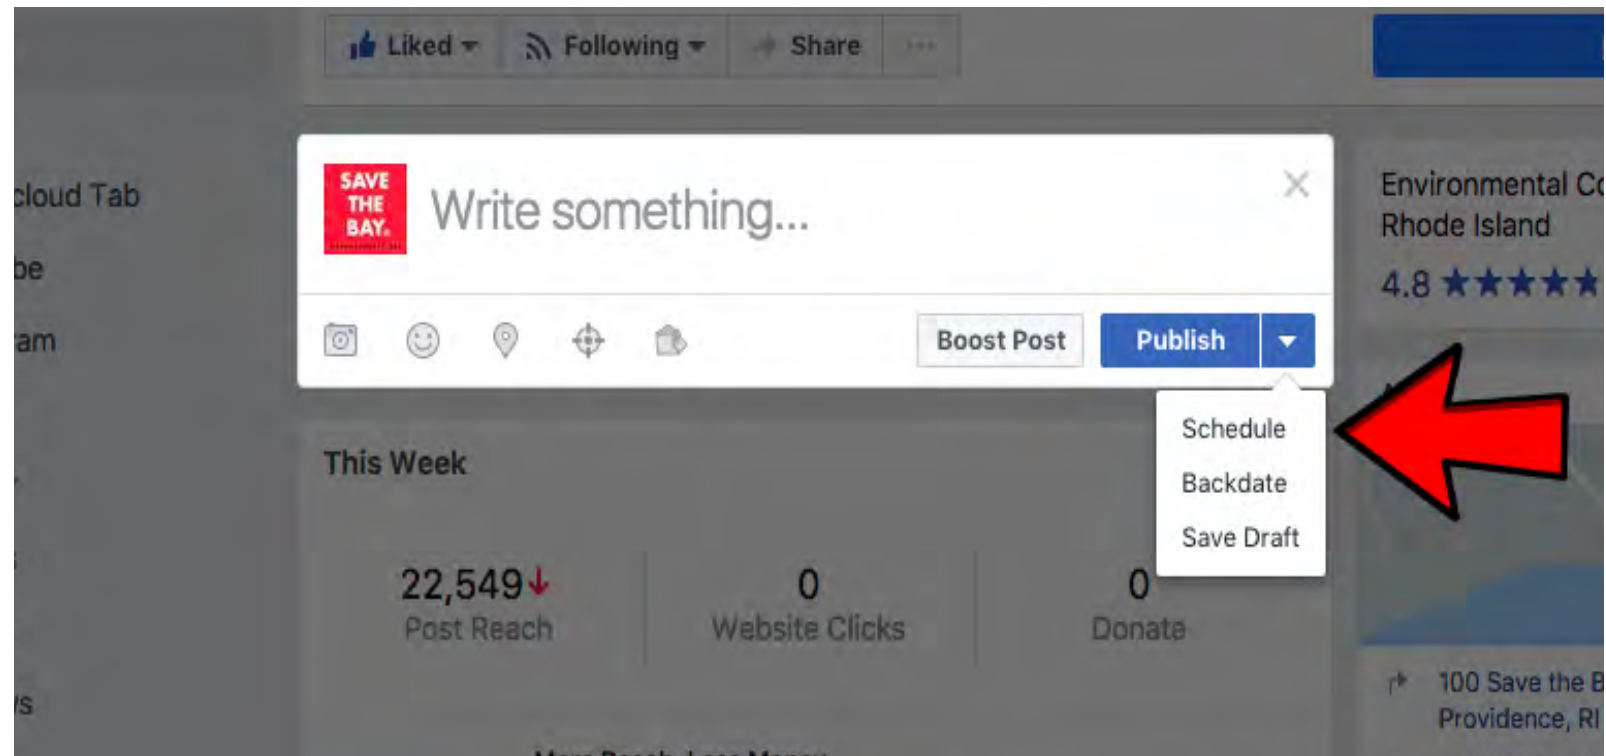 Liked
Following
Share
cloud Tab
be
am
SAVE
THE
BAY.
Write something...
Boost Post
Publish
Schedule
Backdate
Save Draft
This Week
22,549
Post Reach
0
Website Clicks
0
Donate
Environmental Co
Rhode Island
4.8
100 Save the B
Providence, RI